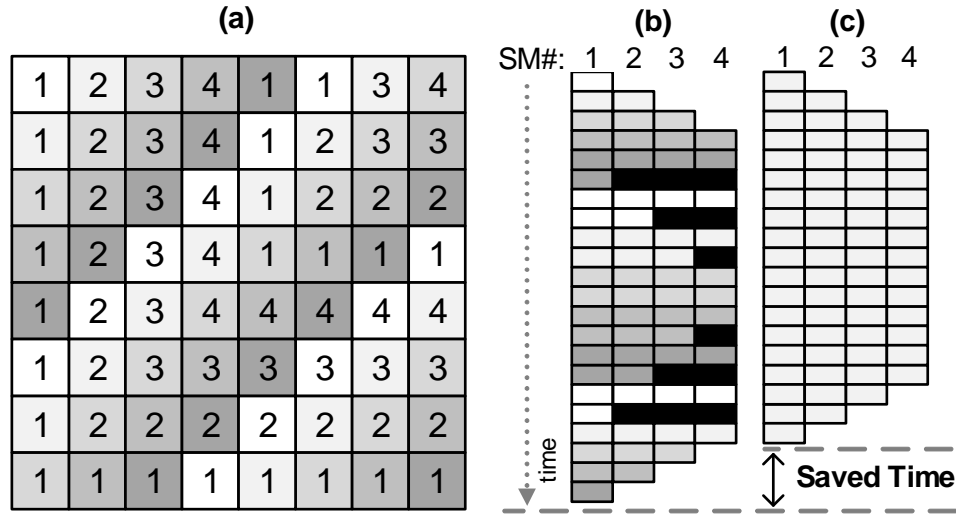 (a)
1 2 3 4 1 1 3 4
1 2 3 4 1 2 3 3
1 2 3 4 1 2 2 2
1 2 3 4 1 1 1 1
1 2 3 4 4 4 4 4
1 2 3 3 3 3 3 3
1 2 2 2 2 2 2 2
1 1 1 1 1 1 1 1
(b)
SM#: 1 2 3 4
time
(c)
1 2 3 4
Saved Time